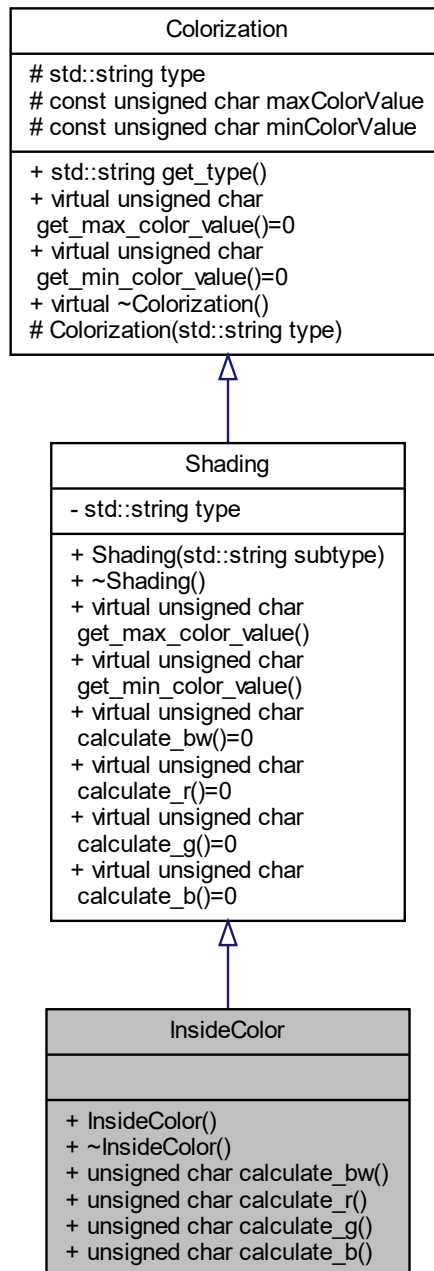 Colorization
# std::string type
# const unsigned char maxColorValue
# const unsigned char minColorValue
+ std::string get_type()
+ virtual unsigned char
get_max_color_value()=0
+ virtual unsigned char
get_min_color_value()=0
+ virtual ~Colorization()
# Colorization(std::string type)
Shading
- std::string type
+ Shading(std::string subtype)
+ ~Shading()
+ virtual unsigned char
get_max_color_value()
+ virtual unsigned char
get_min_color_value()
+ virtual unsigned char
calculate_bw()=0
+ virtual unsigned char
calculate_r()=0
+ virtual unsigned char
calculate_g()=0
+ virtual unsigned char
calculate_b()=0
InsideColor
+ InsideColor()
+ ~InsideColor()
+ unsigned char calculate_bw()
+ unsigned char calculate_r()
+ unsigned char calculate_g()
+ unsigned char calculate_b()